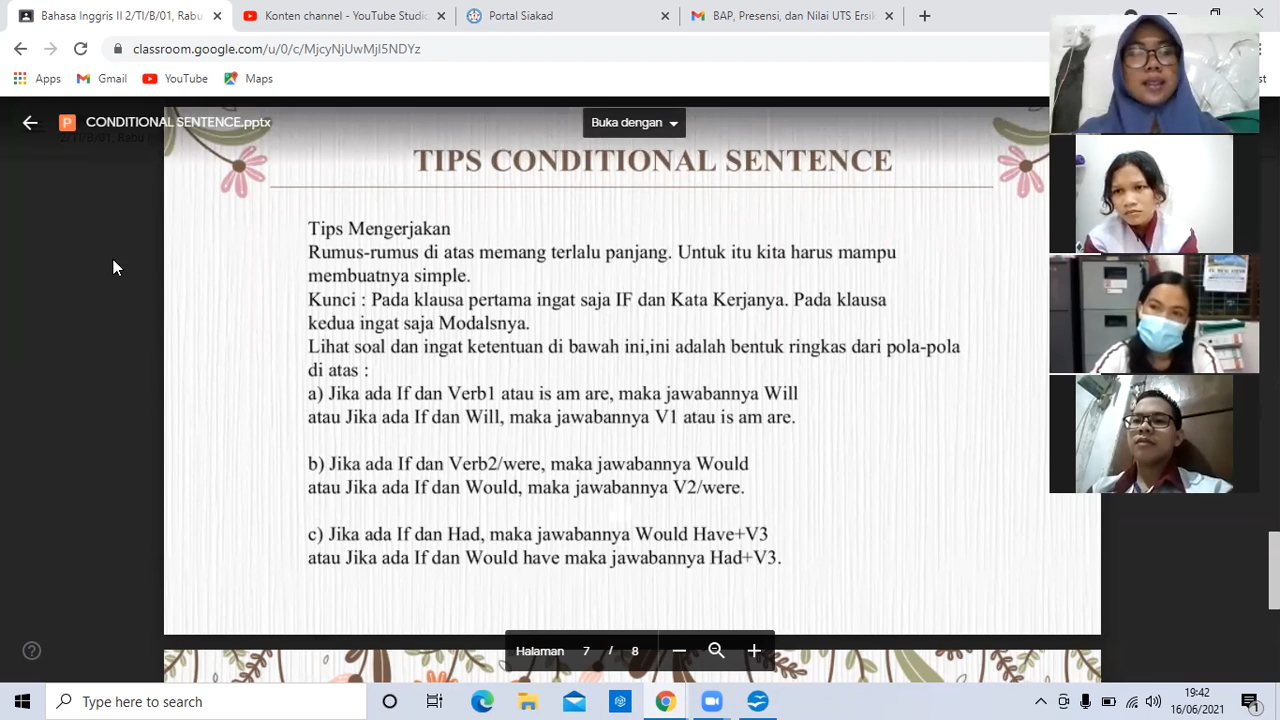 Bahasa Inggris II 2/TI/B/01, Rabu
Konten channel - YouTube Studi
Portal Siakad
BAP, Presensi, dan Nilai UTS Ersik
classroom.google.com/u/0/c/MjcyNjUwMjI5NDYz
Apps
Gmail
YouTube
Maps
CONDITIONAL SENTENCE.pptx
Buka dengan
2/TI/B/01, Rabu
TIPS CONDITIONAL SENTENCE
Tips Mengerjakan
Rumus-rumus di atas memang terlalu panjang. Untuk itu kita harus mampu
membuatnya simple.
Kunci : Pada klausa pertama ingat saja IF dan Kata Kerjanya. Pada klausa
kedua ingat saja Modalsnya.
Lihat soal dan ingat ketentuan di bawah ini,ini adalah bentuk ringkas dari pola-pola
di atas :
a) Jika ada If dan Verb1 atau is am are, maka jawabannya Will
atau Jika ada If dan Will, maka jawabannya V1 atau is am are.
b) Jika ada If dan Verb2/were, maka jawabannya Would
atau Jika ada If dan Would, maka jawabannya V2/were.
c) Jika ada If dan Had, maka jawabannya Would Have+V3
atau Jika ada If dan Would have maka jawabannya Had+V3.
Halaman 7 / 8
Type here to search
19:42
16/06/2021
1